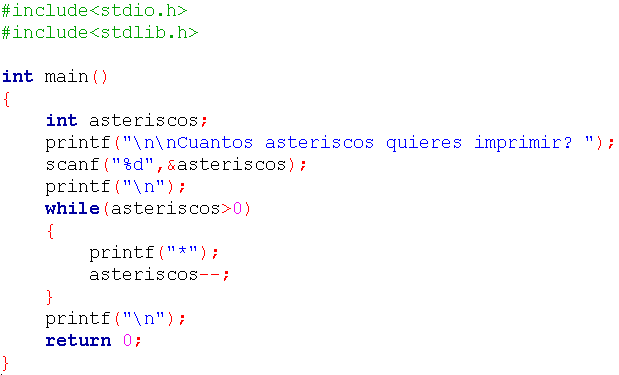 #include<stdio.h>
#include<stdlib.h>

int main()
{
    int asteriscos;
    printf("\n\nCuantos asteriscos quieres imprimir? ");
    scanf("%d",&asteriscos);
    printf("\n");
    while(asteriscos>0)
    {
        printf("*");
        asteriscos--;
    }
    printf("\n");
    return 0;
}